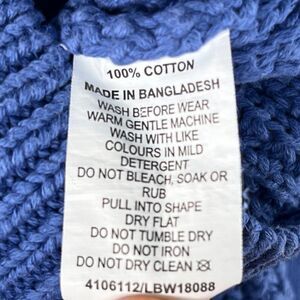 100% COTTON
MADE IN BANGLADESH
WASH BEFORE WEAR
WARM GENTLE MACHINE
WASH WITH LIKE
COLOURS IN MILD
DETERGENT
DO NOT BLEACH, SOAK OR
RUB
PULL INTO SHAPE
DRY FLAT
DO NOT TUMBLE DRY
DO NOT IRON
DO NOT DRY CLEAN
4106112/LBW18088